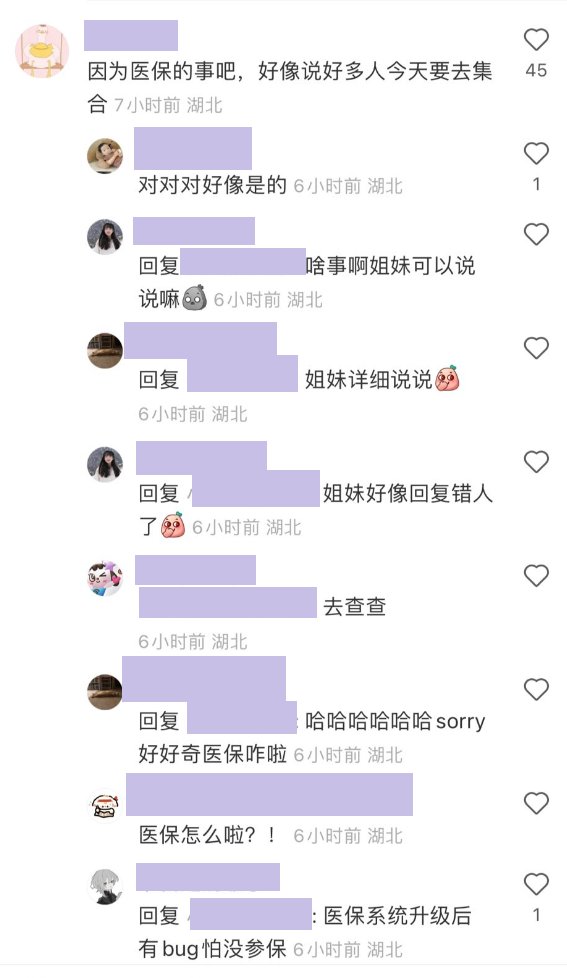 因为医保的事吧，好像说好多人今天要去集
45
合 7小时前 湖北
对对对好像是的 6小时前 湖北
1
回复 啥事啊姐妹可以说
说嘛 6小时前 湖北
回复 姐妹详细说说
6小时前 湖北
回复 姐妹好像回复错人
了 6小时前 湖北
去查查
6小时前 湖北
回复 : 哈哈哈哈哈哈sorry
好好奇医保咋啦 6小时前 湖北
医保怎么啦？！ 6小时前 湖北
回复 : 医保系统升级后
1
有bug怕没参保 6小时前 湖北